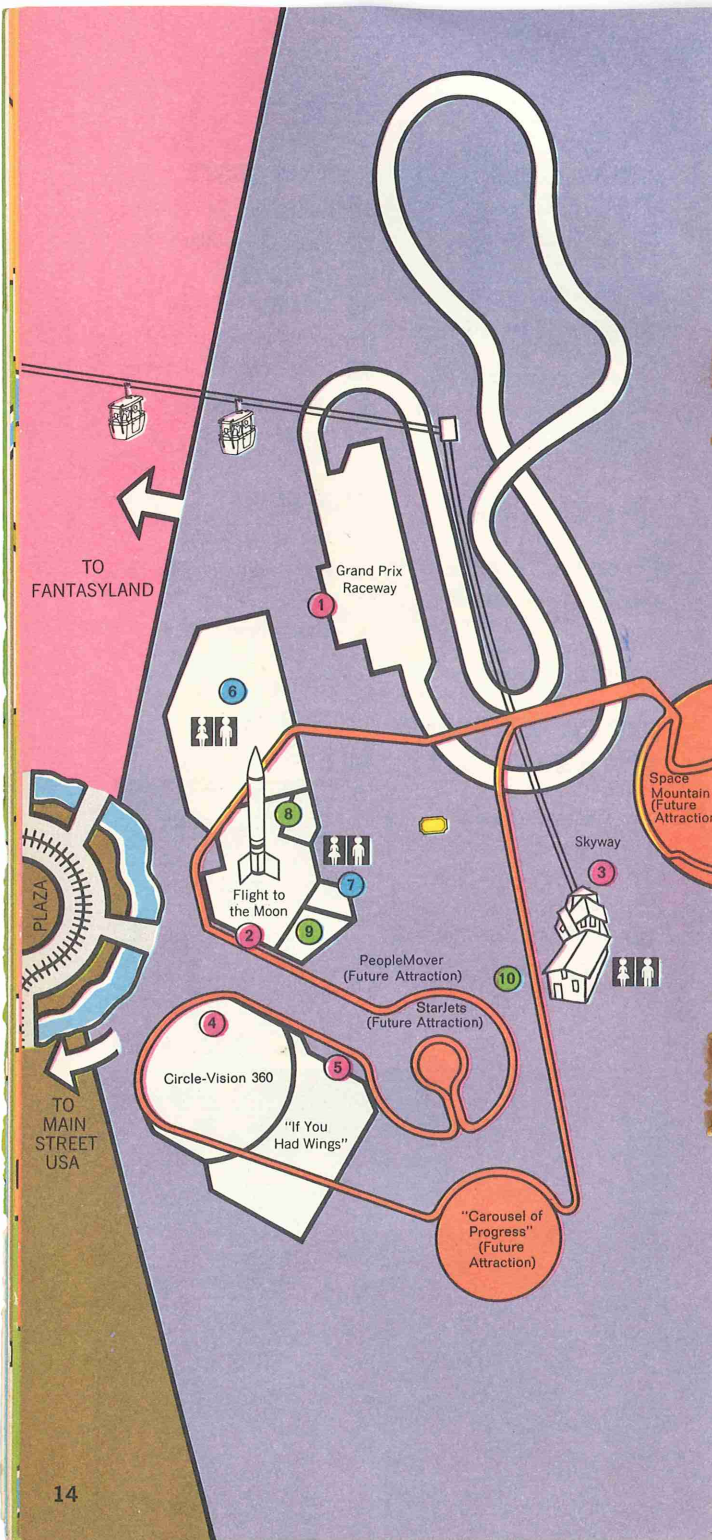 TO
FANTASYLAND
Grand Prix
Raceway
1
6
8
Flight to
the Moon
7
9
2
Space
Mountain
(Future
Attraction
Skyway
3
PLAZA
PeopleMover
(Future Attraction)
10
StarJets
(Future Attraction)
4
Circle-Vision 360
5
"If You
Had Wings"
TO
MAIN
STREET
USA
"Carousel of
Progress"
(Future
Attraction)
14